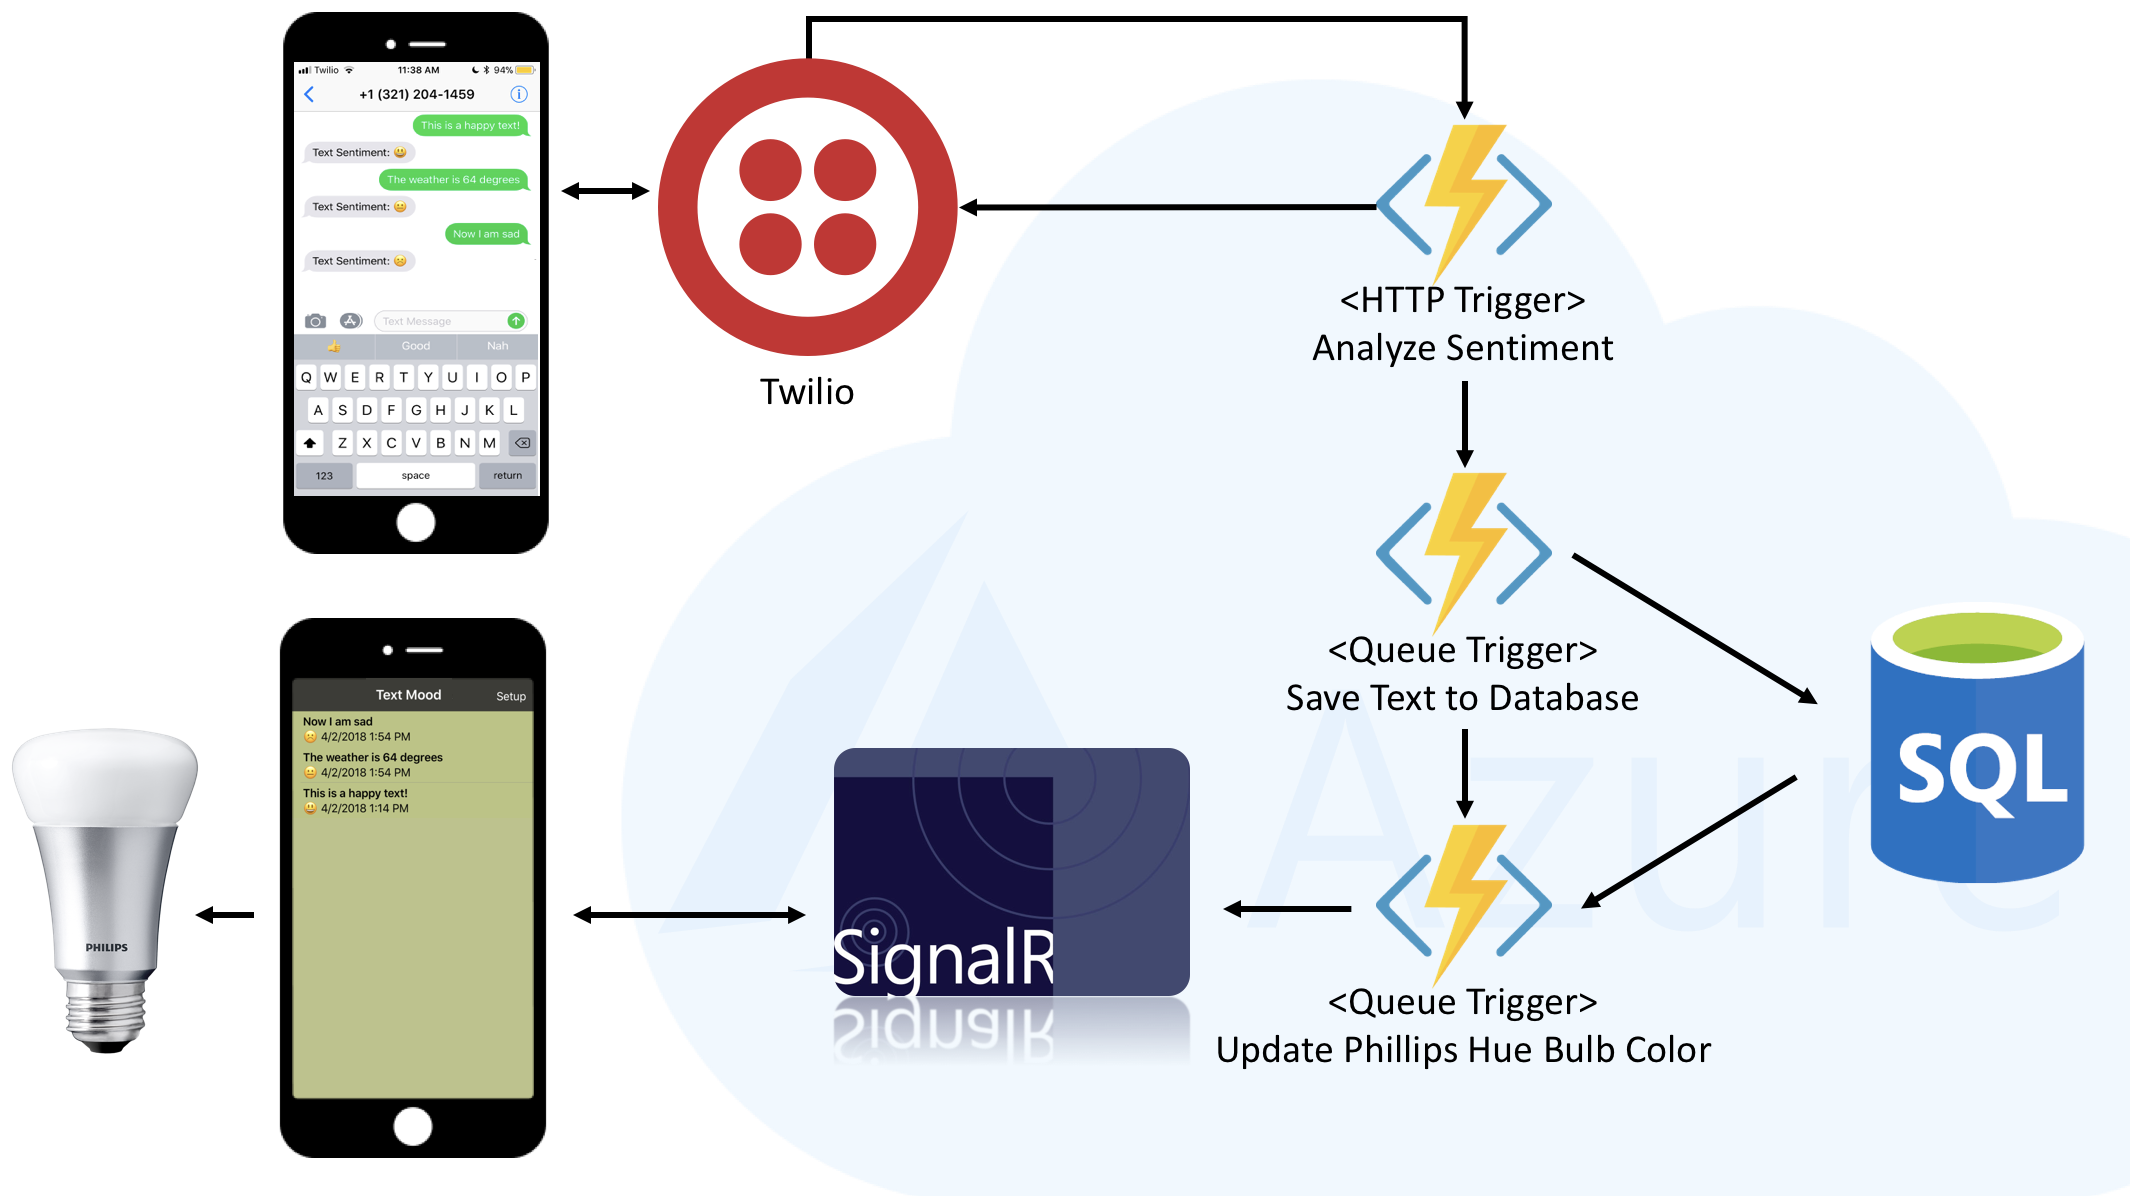 Twilio 11:38 AM 94%
+1 (321) 204-1459
This is a happy text!
Text Sentiment: 😃
The weather is 64 degrees
Text Sentiment: 😐
Now I am sad
Text Sentiment: ☹️
Text Message
👍 Good Nah
Q W E R T Y U I O P
A S D F G H J K L
Z X C V B N M
123 space return
Twilio
<HTTP Trigger>
Analyze Sentiment
<Queue Trigger>
Save Text to Database
SQL
Azure
Text Mood Setup
Now I am sad
☹️ 4/2/2018 1:54 PM
The weather is 64 degrees
😐 4/2/2018 1:54 PM
This is a happy text!
😃 4/2/2018 1:14 PM
PHILIPS
SignalR
SignalR
<Queue Trigger>
Update Phillips Hue Bulb Color